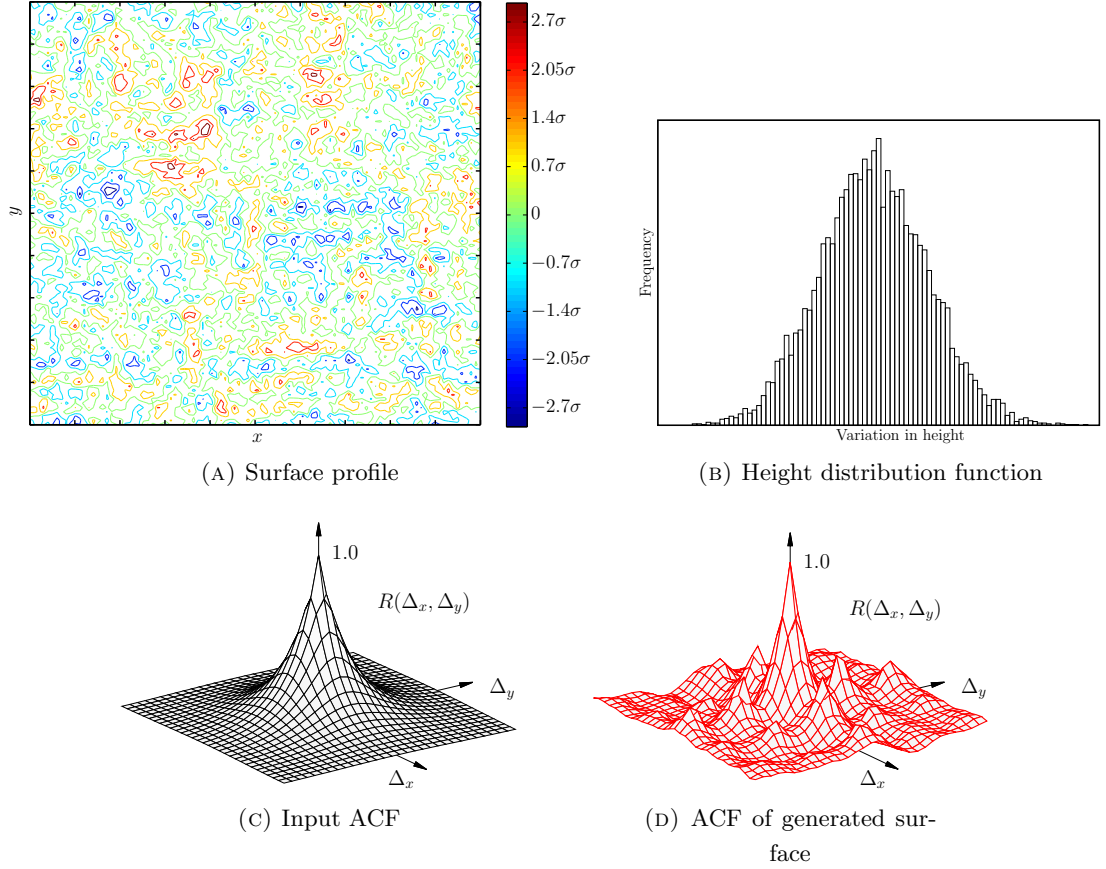 2.7σ
2.05σ
1.4σ
0.7σ
0
−0.7σ
−1.4σ
−2.05σ
−2.7σ
y
x
(A) Surface profile
Frequency
Variation in height
(B) Height distribution function
1.0
R(Δx, Δy)
Δy
Δx
(C) Input ACF
1.0
R(Δx, Δy)
Δy
Δx
(D) ACF of generated sur-
face